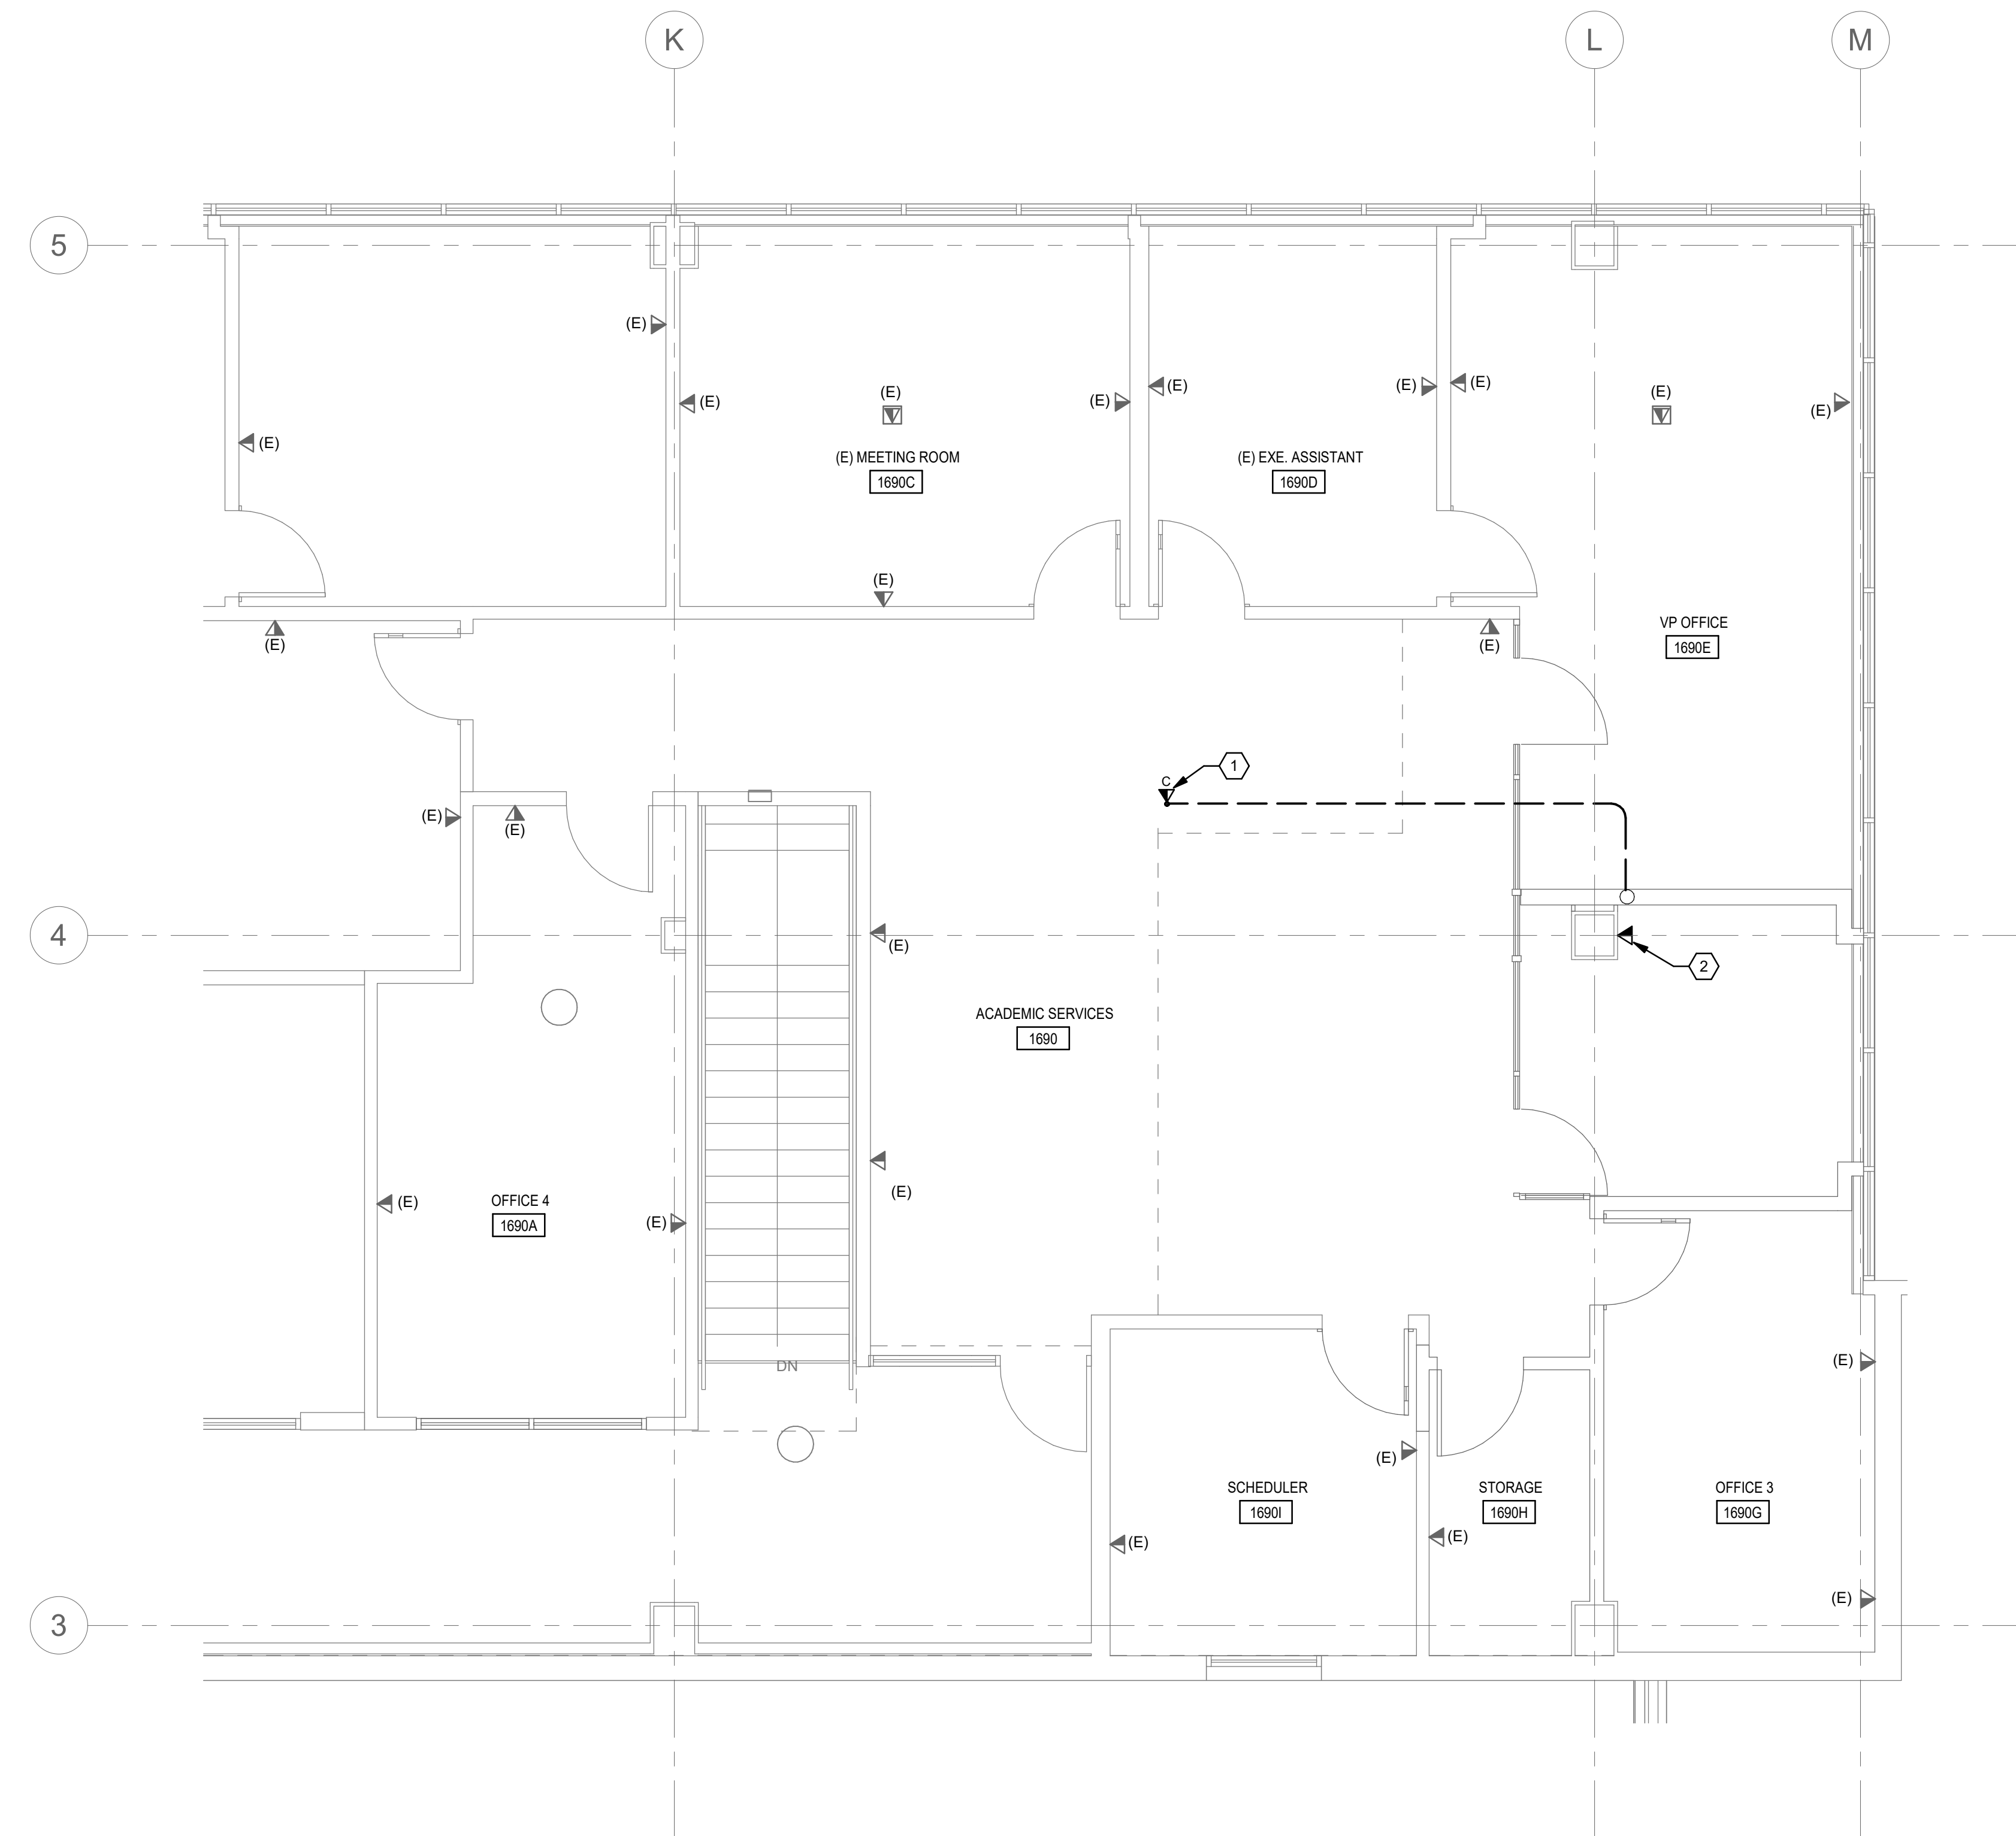 K
L
M
5
(E)
(E)
(E)
(E)
(E)
(E)
(E)
(E)
(E)
(E)
(E)
(E) MEETING ROOM
1690C
(E) EXE. ASSISTANT
1690D
(E)
(E)
(E)
VP OFFICE
1690E
C
1
(E)
(E)
4
(E)
2
ACADEMIC SERVICES
1690
(E)
(E)
OFFICE 4
1690A
(E)
DN
(E)
(E)
SCHEDULER
1690I
STORAGE
1690H
OFFICE 3
1690G
(E)
(E)
(E)
3